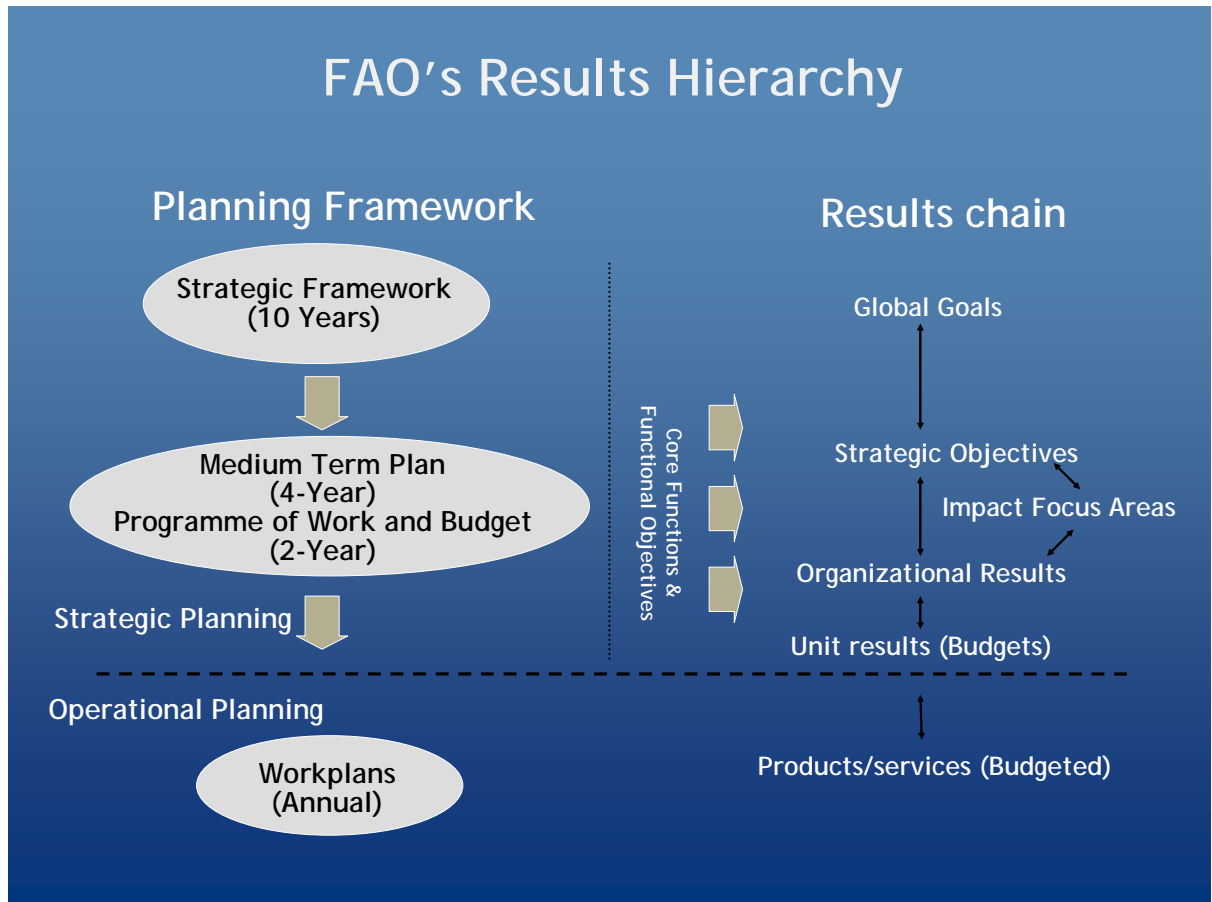 FAO's Results Hierarchy
Planning Framework
Strategic Framework
(10 Years)
Medium Term Plan
(4-Year)
Programme of Work and Budget
(2-Year)
Strategic Planning
Operational Planning
Workplans
(Annual)
Core Functions &
Functional Objectives
Results chain
Global Goals
Strategic Objectives
Impact Focus Areas
Organizational Results
Unit results (Budgets)
Products/services (Budgeted)